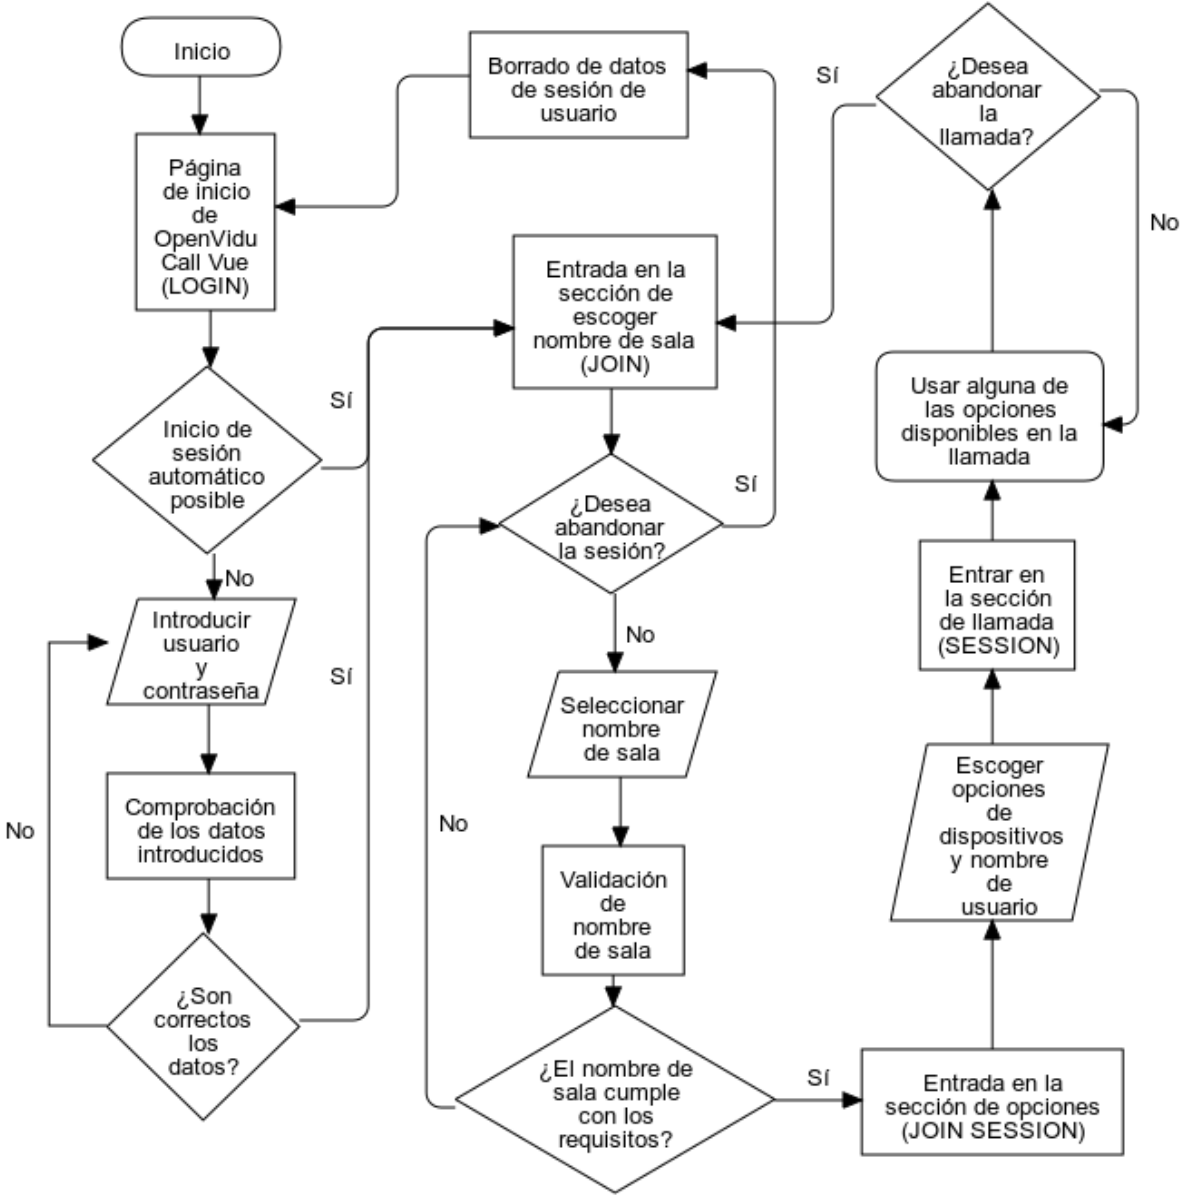 Inicio
Página
de inicio
de
OpenVidu
Call Vue
(LOGIN)
Inicio de
sesión
automático
posible
Sí
No
Introducir
usuario
y
contraseña
Comprobación
de los datos
introducidos
¿Son
correctos
los
datos?
No
Sí
Borrado de datos
de sesión de
usuario
Entrada en la
sección de
escoger
nombre de sala
(JOIN)
¿Desea
abandonar
la sesión?
Sí
No
Seleccionar
nombre
de sala
Validación
de
nombre
de sala
¿El nombre de
sala cumple
con los
requisitos?
No
Sí
Entrada en la
sección de opciones
(JOIN SESSION)
Escoger
opciones
de
dispositivos
y nombre
de
usuario
Entrar en
la sección
de llamada
(SESSION)
Usar alguna de
las opciones
disponibles en la
llamada
¿Desea
abandonar
la
llamada?
Sí
No